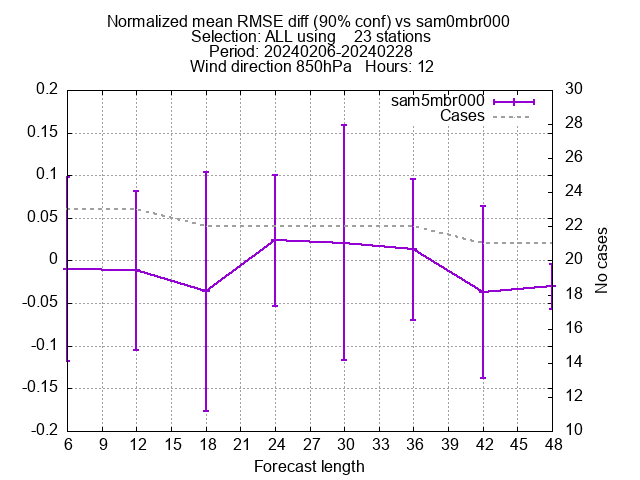 Normalized mean RMSE diff (90% conf) vs sam0mbr000
Selection: ALL using    23 stations
Period: 20240206-20240228
Wind direction 850hPa   Hours: 12
sam5mbr000
Cases
0.2
0.15
0.1
0.05
0
-0.05
-0.1
-0.15
-0.2
30
28
26
24
22
20
18
16
14
12
10
No cases
6 9 12 15 18 21 24 27 30 33 36 39 42 45 48
Forecast length